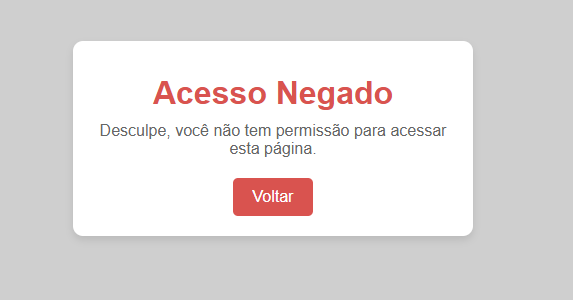 Acesso Negado
Desculpe, você não tem permissão para acessar
esta página.
Voltar